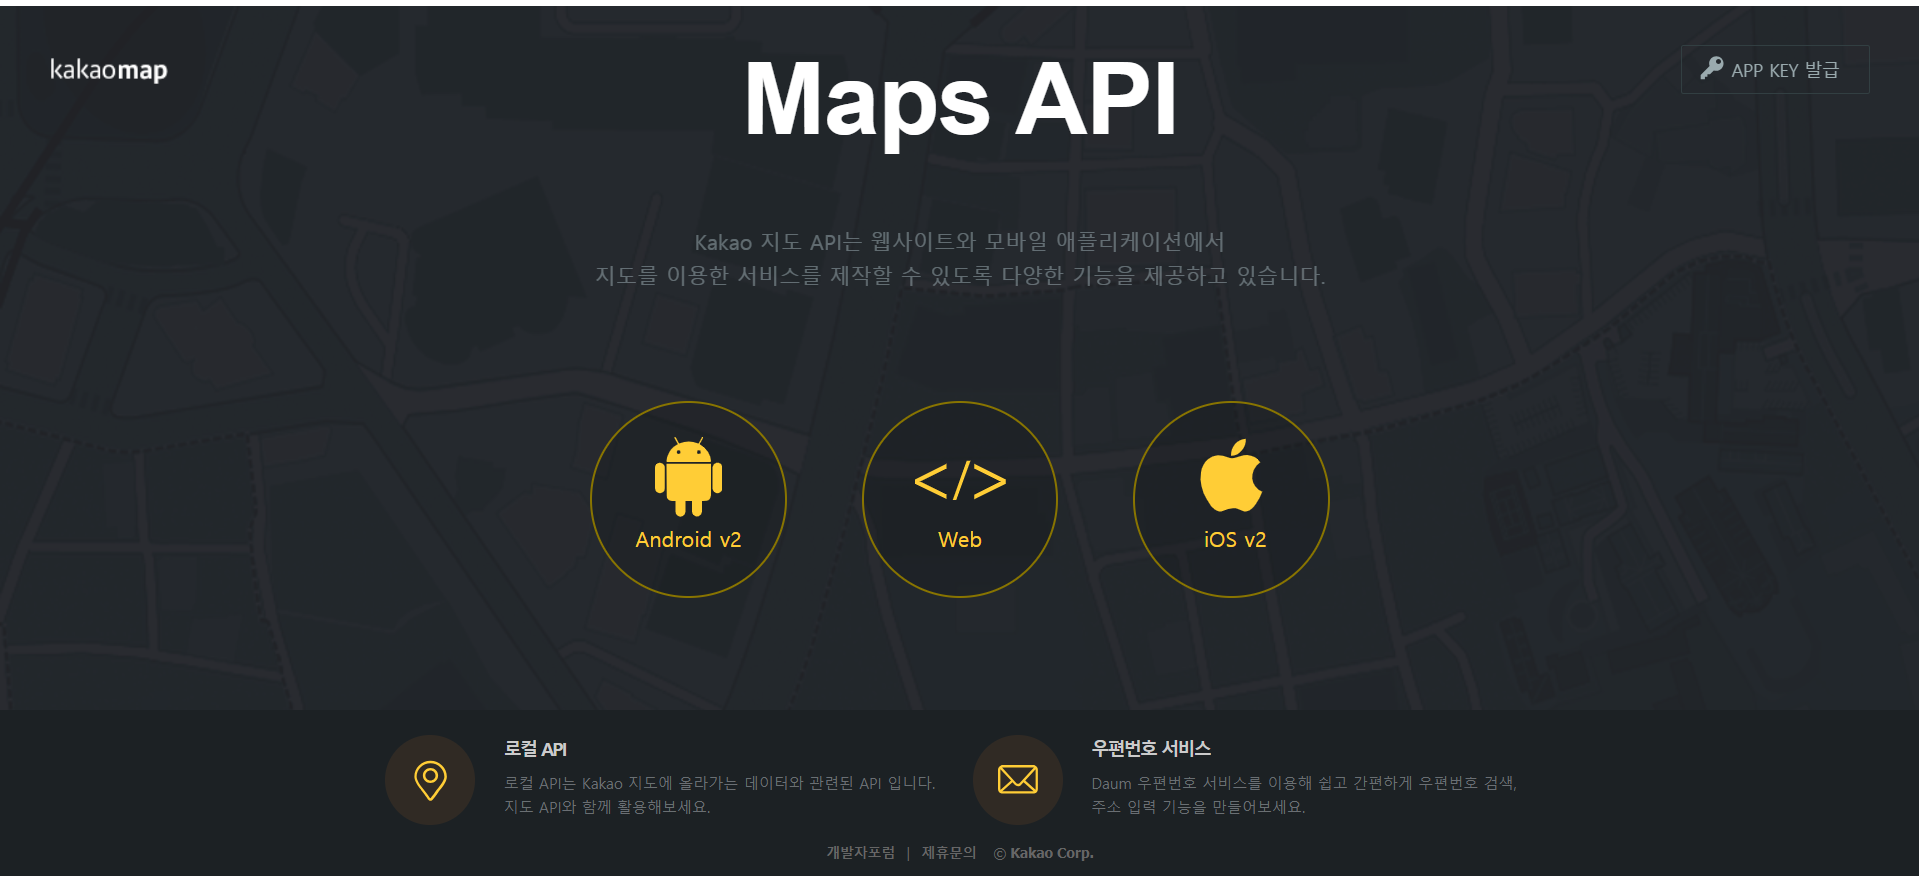 kakaomap
Maps API
APP KEY 발급
Kakao 지도 API는 웹사이트와 모바일 애플리케이션에서
지도를 이용한 서비스를 제작할 수 있도록 다양한 기능을 제공하고 있습니다.
</>
Android v2
Web
iOS v2
로컬 API
로컬 API는 Kakao 지도에 올라가는 데이터와 관련된 API 입니다.
지도 API와 함께 활용해보세요.
우편번호 서비스
Daum 우편번호 서비스를 이용해 쉽고 간편하게 우편번호 검색,
주소 입력 기능을 만들어보세요.
개발자포럼 | 제휴문의 © Kakao Corp.